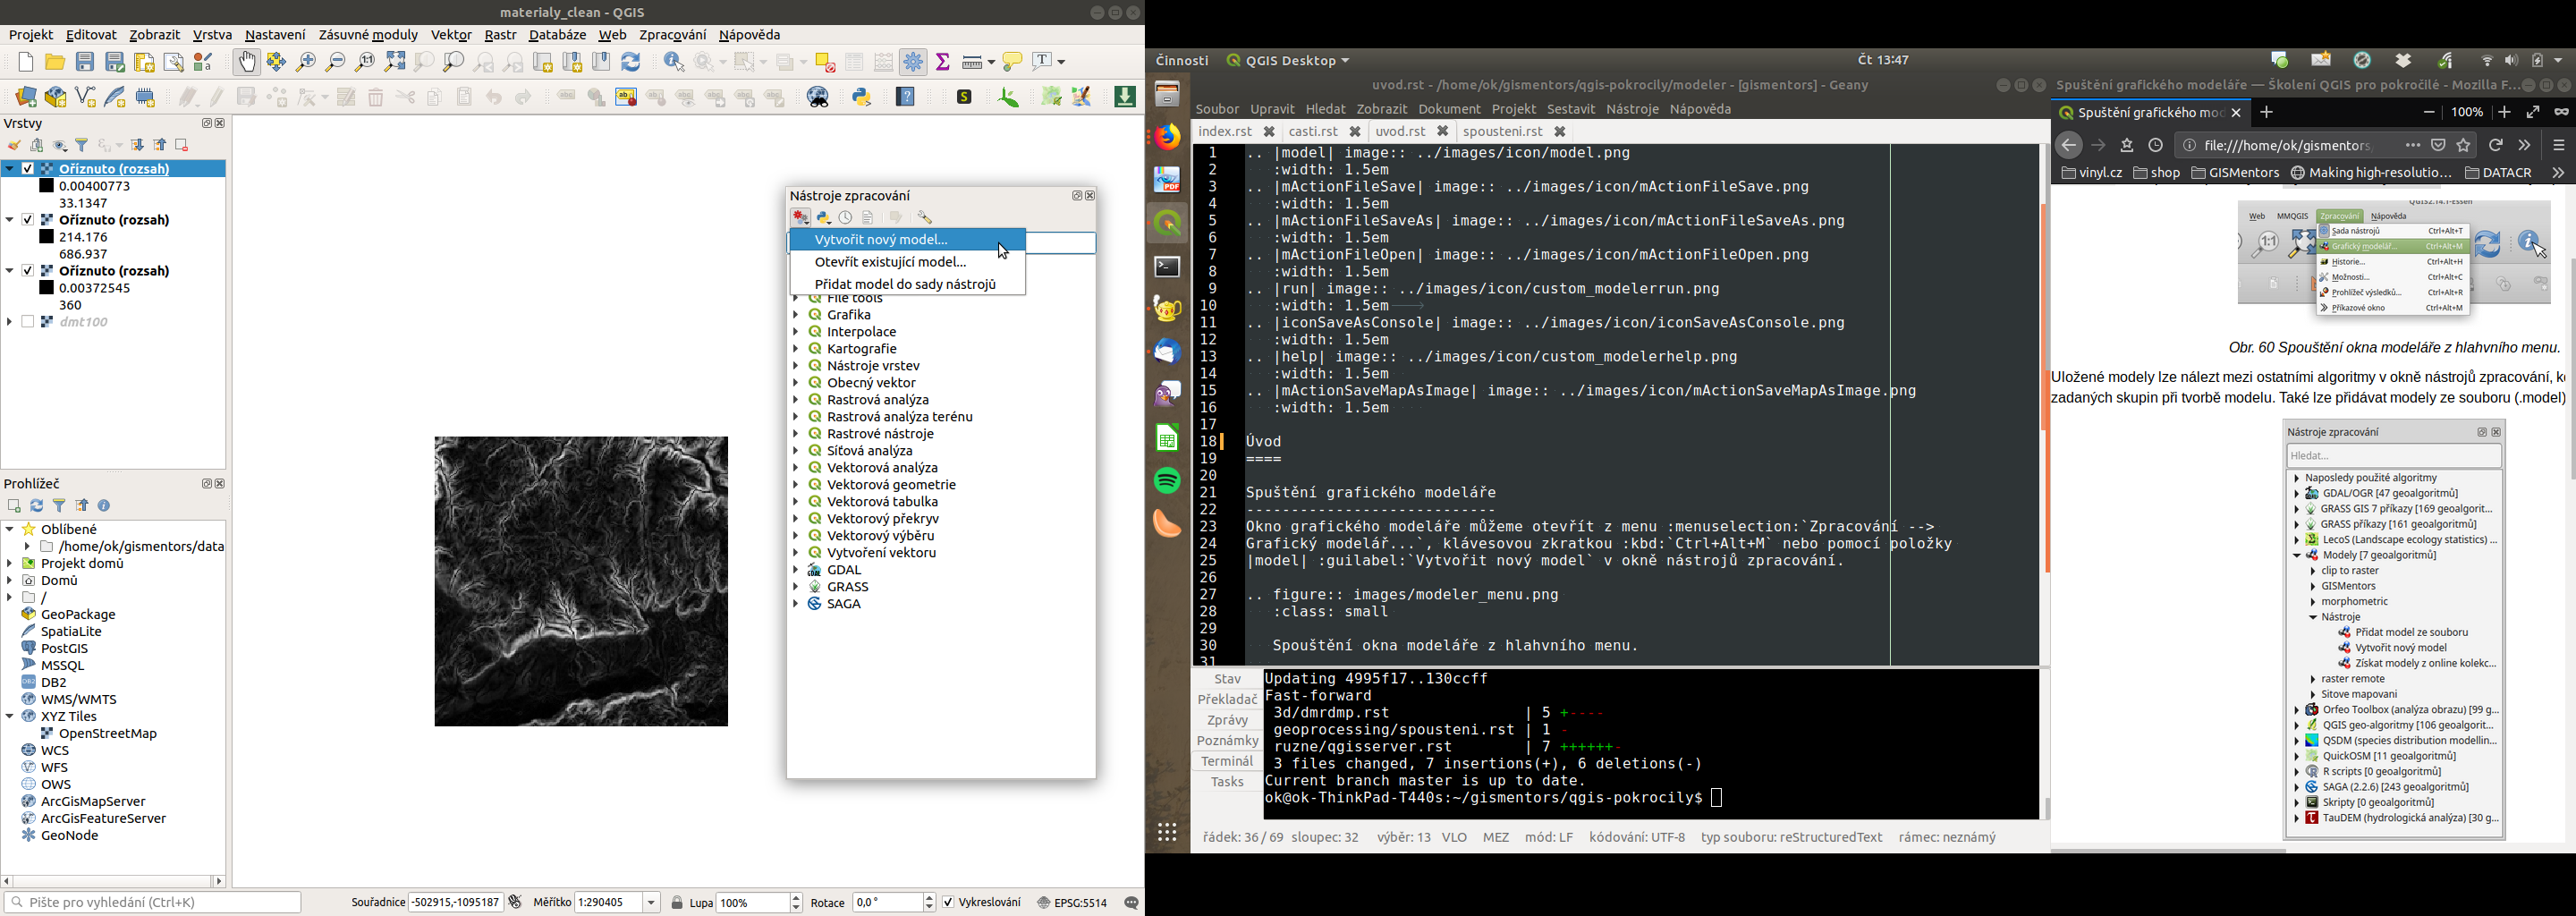 materialy_clean - QGIS
Projekt Editovat Zobrazit Vrstva Nastavení Zásuvné moduly Vektor Rastr Databáze Web Zpracování Nápověda
Vrstvy
Oříznuto (rozsah)
0.00400773
33.1347
Oříznuto (rozsah)
214.176
686.937
Oříznuto (rozsah)
0.00372545
360
dmt100
Prohlížeč
Oblíbené
/home/ok/gismentors/data
Projekt domů
Domů
/
GeoPackage
SpatiaLite
PostGIS
MSSQL
DB2
WMS/WMTS
XYZ Tiles
OpenStreetMap
WCS
WFS
OWS
ArcGisMapServer
ArcGisFeatureServer
GeoNode
Nástroje zpracování
Vytvořit nový model...
Otevřít existující model...
Přidat model do sady nástrojů
File tools
Grafika
Interpolace
Kartografie
Nástroje vrstev
Obecný vektor
Rastrová analýza
Rastrová analýza terénu
Rastrové nástroje
Síťová analýza
Vektorová analýza
Vektorová geometrie
Vektorová tabulka
Vektorový překryv
Vektorový výběru
Vytvoření vektoru
GDAL
GRASS
SAGA
Pište pro vyhledání (Ctrl+K)
Souřadnice -502915,-1095187 Měřítko 1:290405 Lupa 100% Rotace 0,0 ° Vykreslování EPSG:5514
Činnosti QGIS Desktop Čt 13:47
uvod.rst - /home/ok/gismentors/qgis-pokrocily/modeler - [gismentors] - Geany
Soubor Upravit Hledat Zobrazit Dokument Projekt Sestavit Nástroje Nápověda
index.rst casti.rst uvod.rst spousteni.rst
1 .. |model| image:: ../images/icon/model.png
2 :width: 1.5em
3 .. |mActionFileSave| image:: ../images/icon/mActionFileSave.png
4 :width: 1.5em
5 .. |mActionFileSaveAs| image:: ../images/icon/mActionFileSaveAs.png
6 :width: 1.5em
7 .. |mActionFileOpen| image:: ../images/icon/mActionFileOpen.png
8 :width: 1.5em
9 .. |run| image:: ../images/icon/custom_modelerrun.png
10 :width: 1.5em
11 .. |iconSaveAsConsole| image:: ../images/icon/iconSaveAsConsole.png
12 :width: 1.5em
13 .. |help| image:: ../images/icon/custom_modelerhelp.png
14 :width: 1.5em
15 .. |mActionSaveMapAsImage| image:: ../images/icon/mActionSaveMapAsImage.png
16 :width: 1.5em
17
18 Úvod
19 ====
20
21 Spuštění grafického modeláře
22 ----------------------------
23 Okno grafického modeláře můžeme otevřít z menu :menuselection:`Zpracování -->
24 Grafický modelář...`, klávesovou zkratkou :kbd:`Ctrl+Alt+M` nebo pomocí položky
25 |model| :guilabel:`Vytvořit nový model` v okně nástrojů zpracování.
26
27 .. figure:: images/modeler_menu.png
28 :class: small
29
30 Spouštění okna modeláře z hlahvního menu.
31
Stav
Překladač
Zprávy
Poznámky
Terminál
Tasks
Updating 4995f17..130ccff
Fast-forward
3d/dmrdmp.rst | 5 +----
geoprocessing/spousteni.rst | 1 -
ruzne/qgisserver.rst | 7 ++++++-
3 files changed, 7 insertions(+), 6 deletions(-)
Current branch master is up to date.
ok@ok-ThinkPad-T440s:~/gismentors/qgis-pokrocily$
řádek: 36 / 69 sloupec: 32 výběr: 13 VLO MEZ mód: LF kódování: UTF-8 typ souboru: reStructuredText rámec: neznámý
Spuštění grafického modeláře — Školení QGIS pro pokročilé - Mozilla F...
Spuštění grafického mod 100%
file:///home/ok/gismentors
vinyl.cz shop GISMentors Making high-resolutio... DATACR
QGIS2.14.1-Essen
Web MMQGIS Zpracování Nápověda
Sada nástrojů Ctrl+Alt+T
Grafický modelář... Ctrl+Alt+M
Historie... Ctrl+Alt+H
Možnosti... Ctrl+Alt+C
Prohlížeč výsledků... Ctrl+Alt+R
Příkazové okno Ctrl+Alt+M
Obr. 60 Spouštění okna modeláře z hlahvního menu.
Uložené modely lze nálezt mezi ostatními algoritmy v okně nástrojů zpracování,
zadaných skupin při tvorbě modelu. Také lze přidávat modely ze souboru (.model)
Nástroje zpracování
Hledat...
Naposledy použité algoritmy
GDAL/OGR [47 geoalgoritmů]
GRASS GIS 7 příkazy [169 geoalgorit...
GRASS příkazy [161 geoalgoritmů]
LecoS (Landscape ecology statistics) ...
Modely [7 geoalgoritmů]
clip to raster
GISMentors
morphometric
Nástroje
Přidat model ze souboru
Vytvořit nový model
Získat modely z online kolekc...
raster remote
Sitove mapovani
Orfeo Toolbox (analýza obrazu) [99 g...
QGIS geo-algoritmy [106 geoalgorit...
QSDM (species distribution modellin...
QuickOSM [11 geoalgoritmů]
R scripts [0 geoalgoritmů]
SAGA (2.2.6) [243 geoalgoritmů]
Skripty [0 geoalgoritmů]
TauDEM (hydrologická analýza) [30 g...